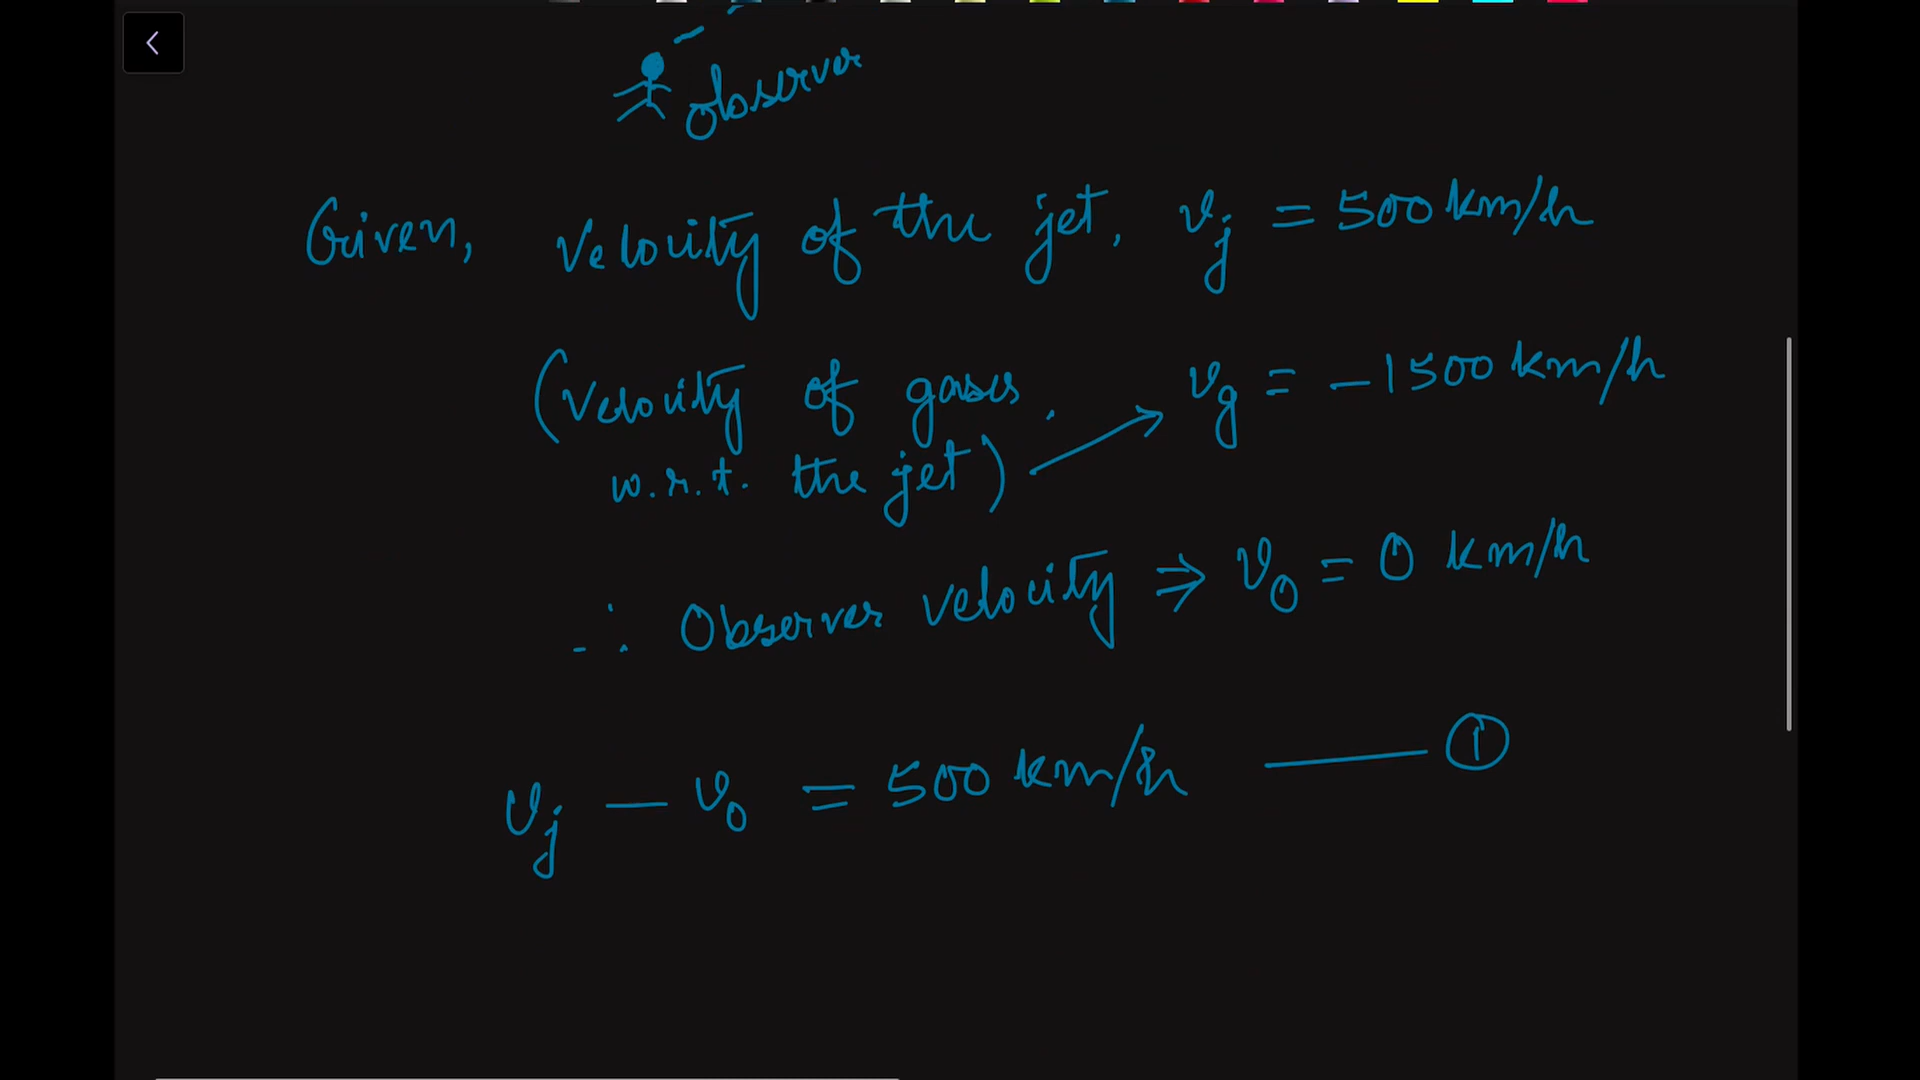 observer
Given, velocity of the jet, vj = 500 km/h
(velocity of gases vg = -1500 km/h
w.r.t. the jet)
∴ Observer velocity ⇒ v0 = 0 km/h
vj — v0 = 500 km/h —— ①